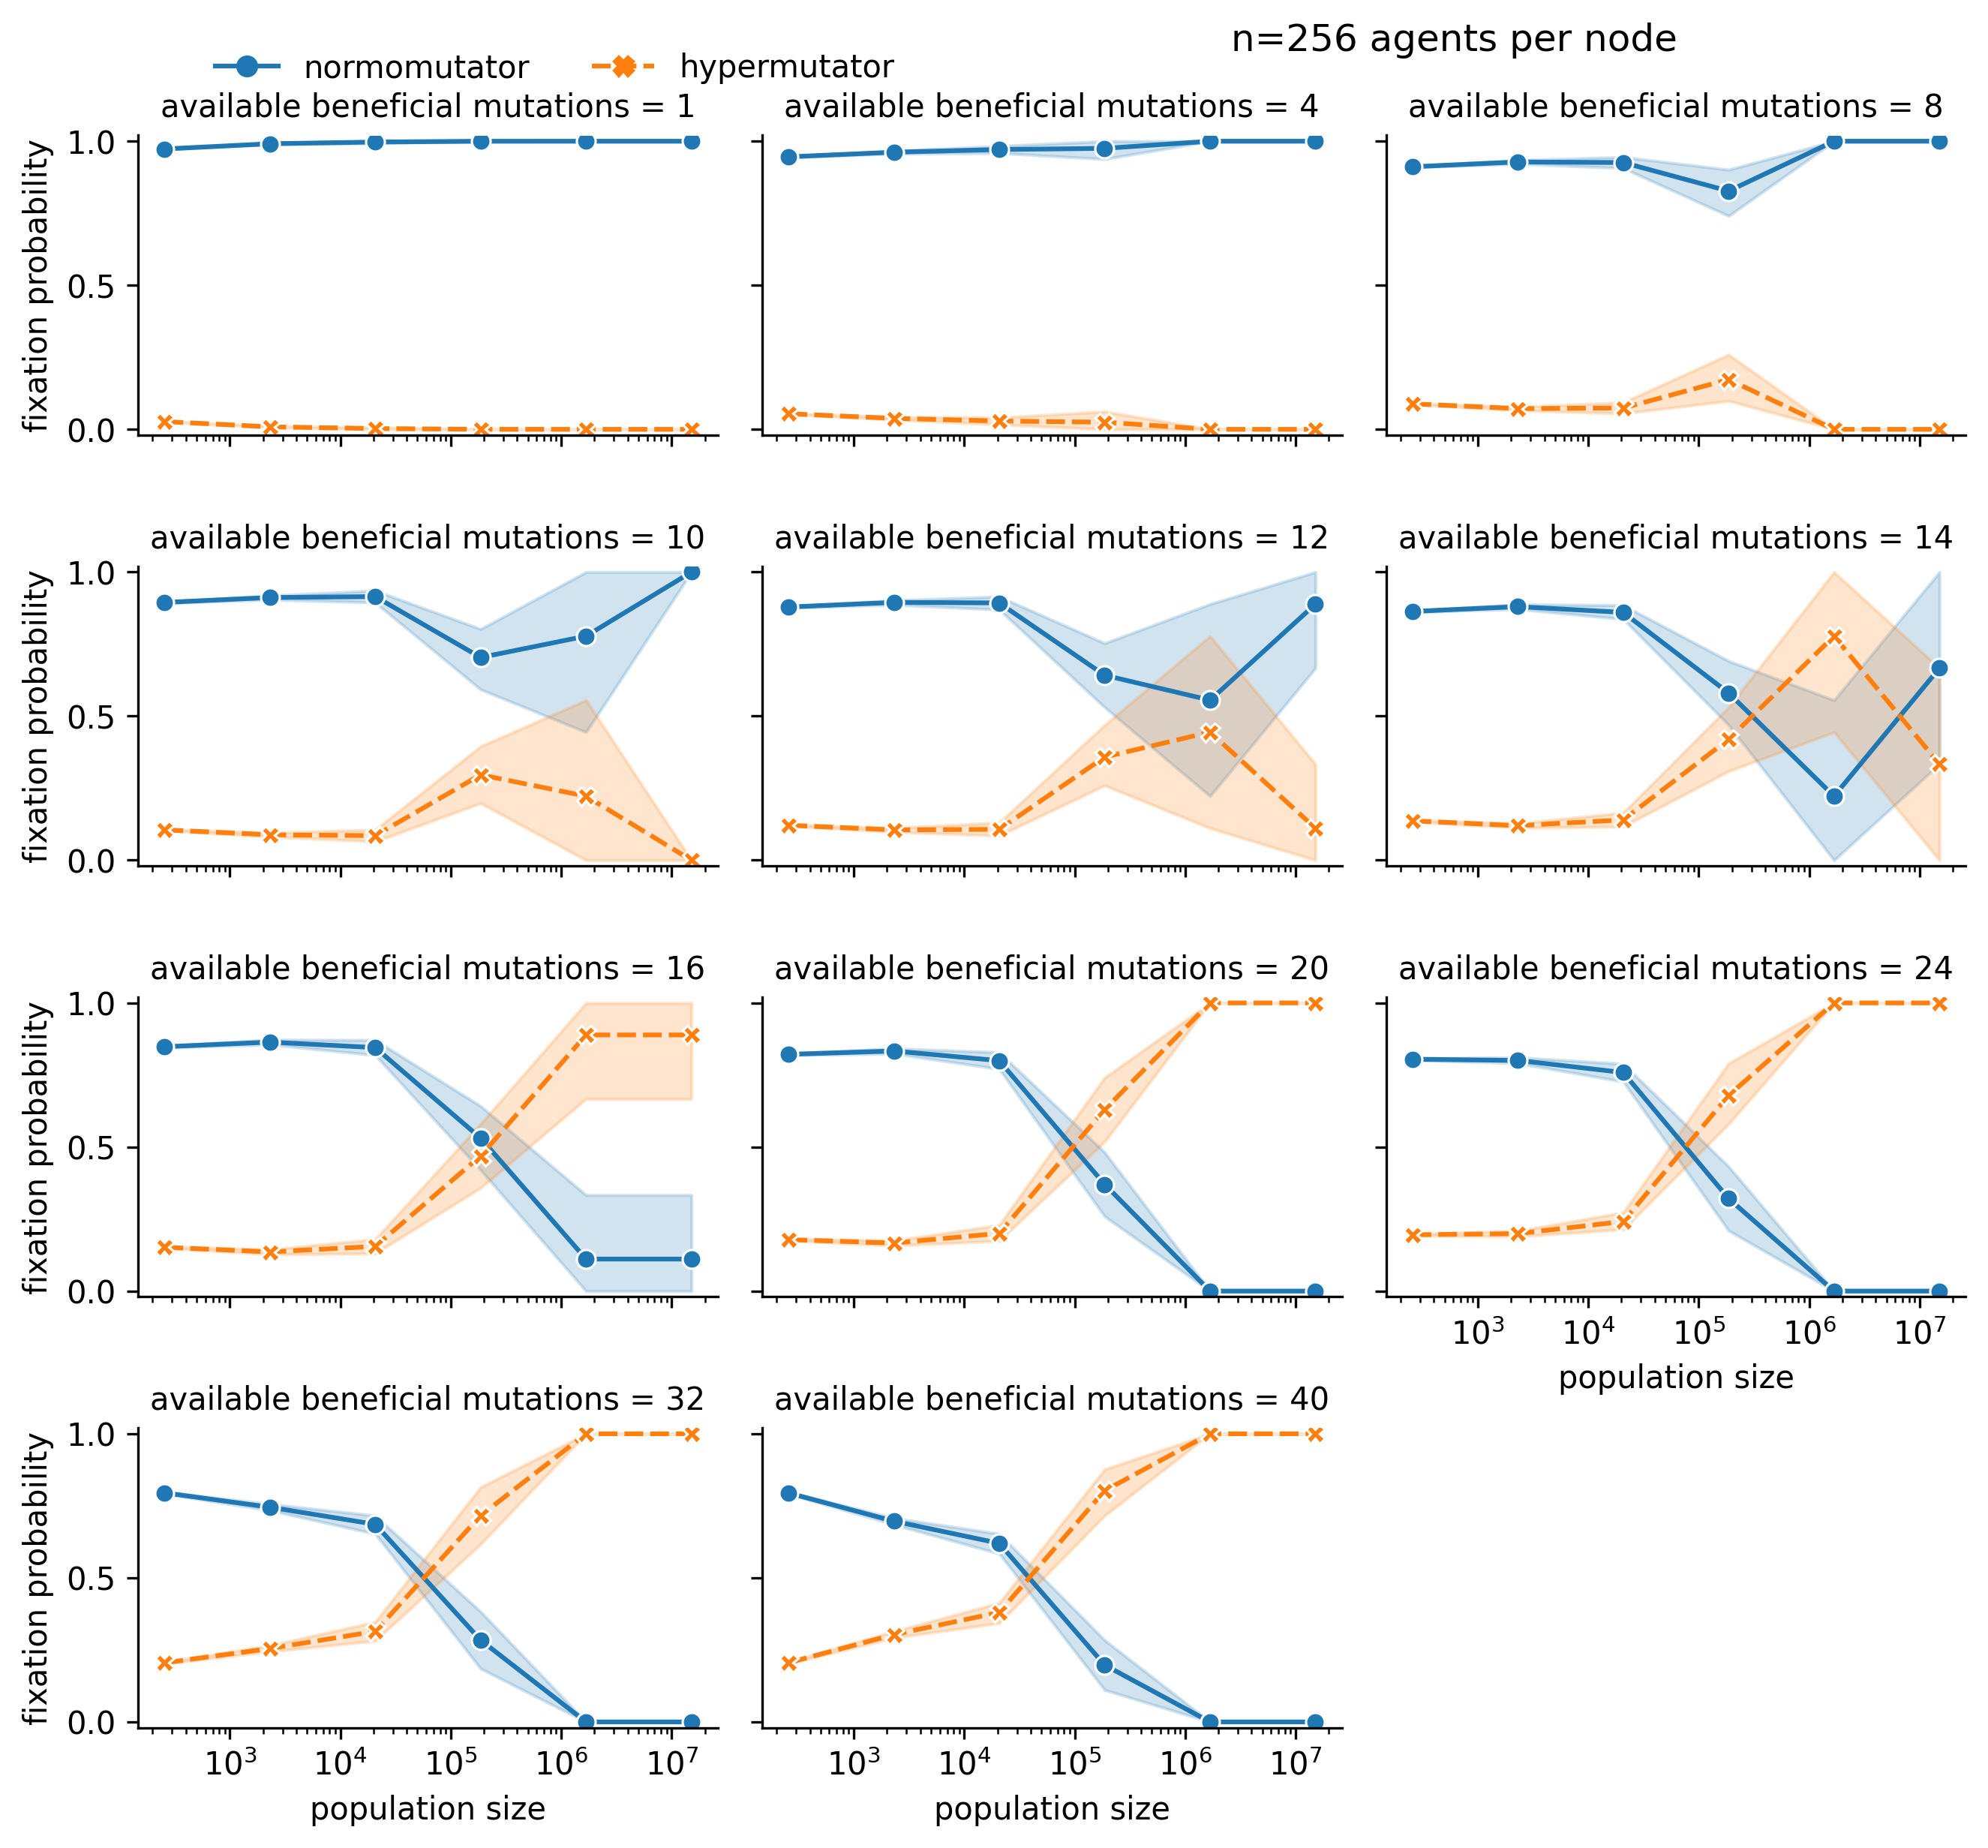 n=256 agents per node
normomutator hypermutator
available beneficial mutations = 1
available beneficial mutations = 4
available beneficial mutations = 8
fixation probability
1.0
0.5
0.0
available beneficial mutations = 10
available beneficial mutations = 12
available beneficial mutations = 14
fixation probability
1.0
0.5
0.0
available beneficial mutations = 16
available beneficial mutations = 20
available beneficial mutations = 24
fixation probability
1.0
0.5
0.0
10³ 10⁴ 10⁵ 10⁶ 10⁷
population size
available beneficial mutations = 32
available beneficial mutations = 40
fixation probability
1.0
0.5
0.0
10³ 10⁴ 10⁵ 10⁶ 10⁷
10³ 10⁴ 10⁵ 10⁶ 10⁷
population size
population size